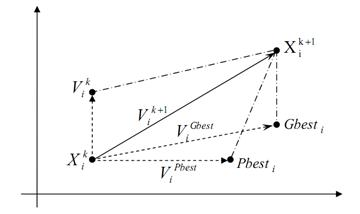 X_i^{k+1}
V_i^k
V_i^{k+1}
V_i^{Gbest}
Gbest_i
X_i^k
V_i^{Pbest}
Pbest_i